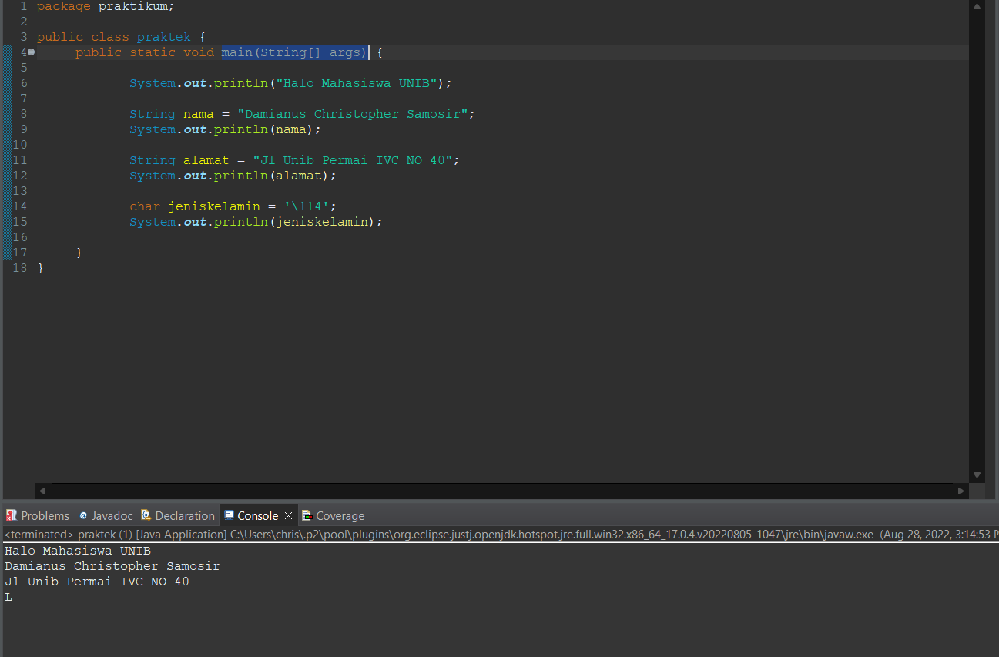 1 package praktikum;
2
3 public class praktek {
4 public static void main(String[] args) {
5
6 System.out.println("Halo Mahasiswa UNIB");
7
8 String nama = "Damianus Christopher Samosir";
9 System.out.println(nama);
10
11 String alamat = "Jl Unib Permai IVC NO 40";
12 System.out.println(alamat);
13
14 char jeniskelamin = '\114';
15 System.out.println(jeniskelamin);
16
17 }
18 }
Problems @ Javadoc Declaration Console Coverage
<terminated> praktek (1) [Java Application] C:\Users\chris\.p2\pool\plugins\org.eclipse.justj.openjdk.hotspot.jre.full.win32.x86_64_17.0.4.v20220805-1047\jre\bin\javaw.exe (Aug 28, 2022, 3:14:53 P
Halo Mahasiswa UNIB
Damianus Christopher Samosir
Jl Unib Permai IVC NO 40
L